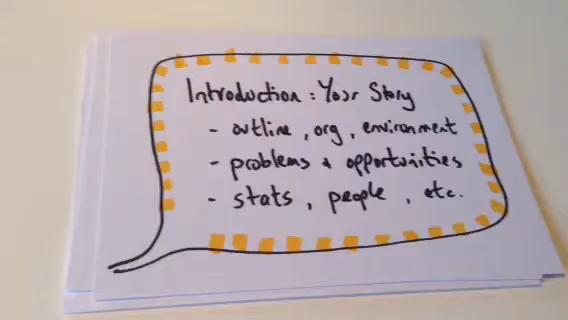 Introduction: Your Story
- outline, org, environment
- problems & opportunities
- stats, people, etc.